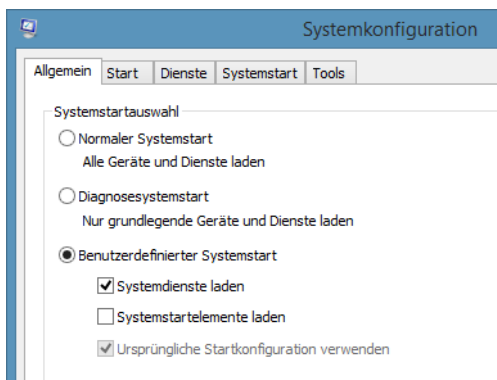 Systemkonfiguration
Allgemein Start Dienste Systemstart Tools
Systemstartauswahl
Normaler Systemstart
Alle Geräte und Dienste laden
Diagnosesystemstart
Nur grundlegende Geräte und Dienste laden
Benutzerdefinierter Systemstart
Systemdienste laden
Systemstartelemente laden
Ursprüngliche Startkonfiguration verwenden